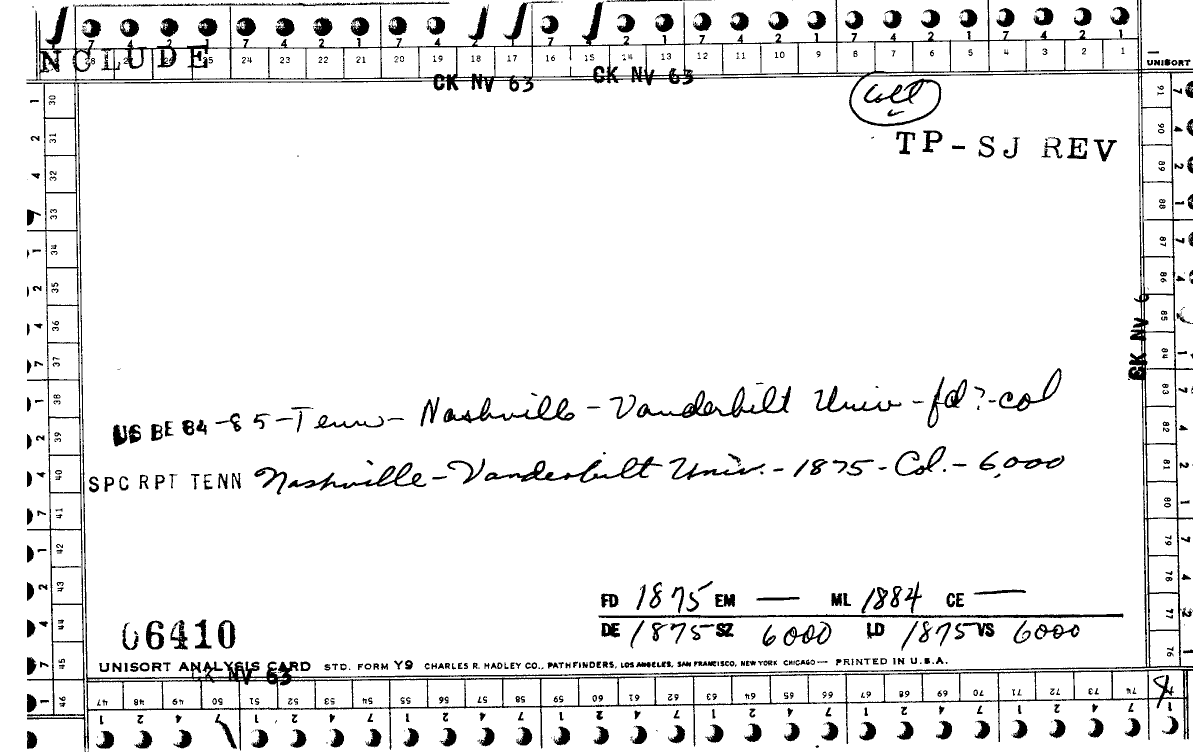 7 4 2 1 7 4 2 1 7 4 2 1 7 4 2 1 7 4 2 1
INCLUDE 24 23 22 21 20 19 18 17 16 15 14 13 12 11 10 9 8 7 6 5 4 3 2 1
UNISORT
CK NV 63 CK NV 63
Coll
TP-SJ REV
1 30
2 31
4 32
7 33
1 34
2 35
4 36
7 37
1 38
2 39
4 40
7 41
1 42
2 43
4 44
7 45
1 46
91
90
89
88
87
86
85
84
83
82
81
80
79
78
77
76
CK NV 6
US BE 84-85-Tenn-Nashville-Vanderbilt Univ-fd?-col
SPC RPT TENN Nashville-Vanderbilt Univ.-1875-Col.-6,000
FD 1875 EM — ML 1884 CE —
DE 1875 SZ 6000 LD 1875 VS 6000
06410
UNISORT ANALYSIS CARD STD. FORM Y9 CHARLES R. HADLEY CO., PATHFINDERS, LOS ANGELES, SAN FRANCISCO, NEW YORK CHICAGO — PRINTED IN U.S.A.
CK NV 63
47 48 49 50 51 52 53 54 55 56 57 58 59 60 61 62 63 64 65 66 67 68 69 70 71 72 73 74
1 2 4 7 1 2 4 7 1 2 4 7 1 2 4 7 1 2 4 7 1 2 4 7 1 2 4 7